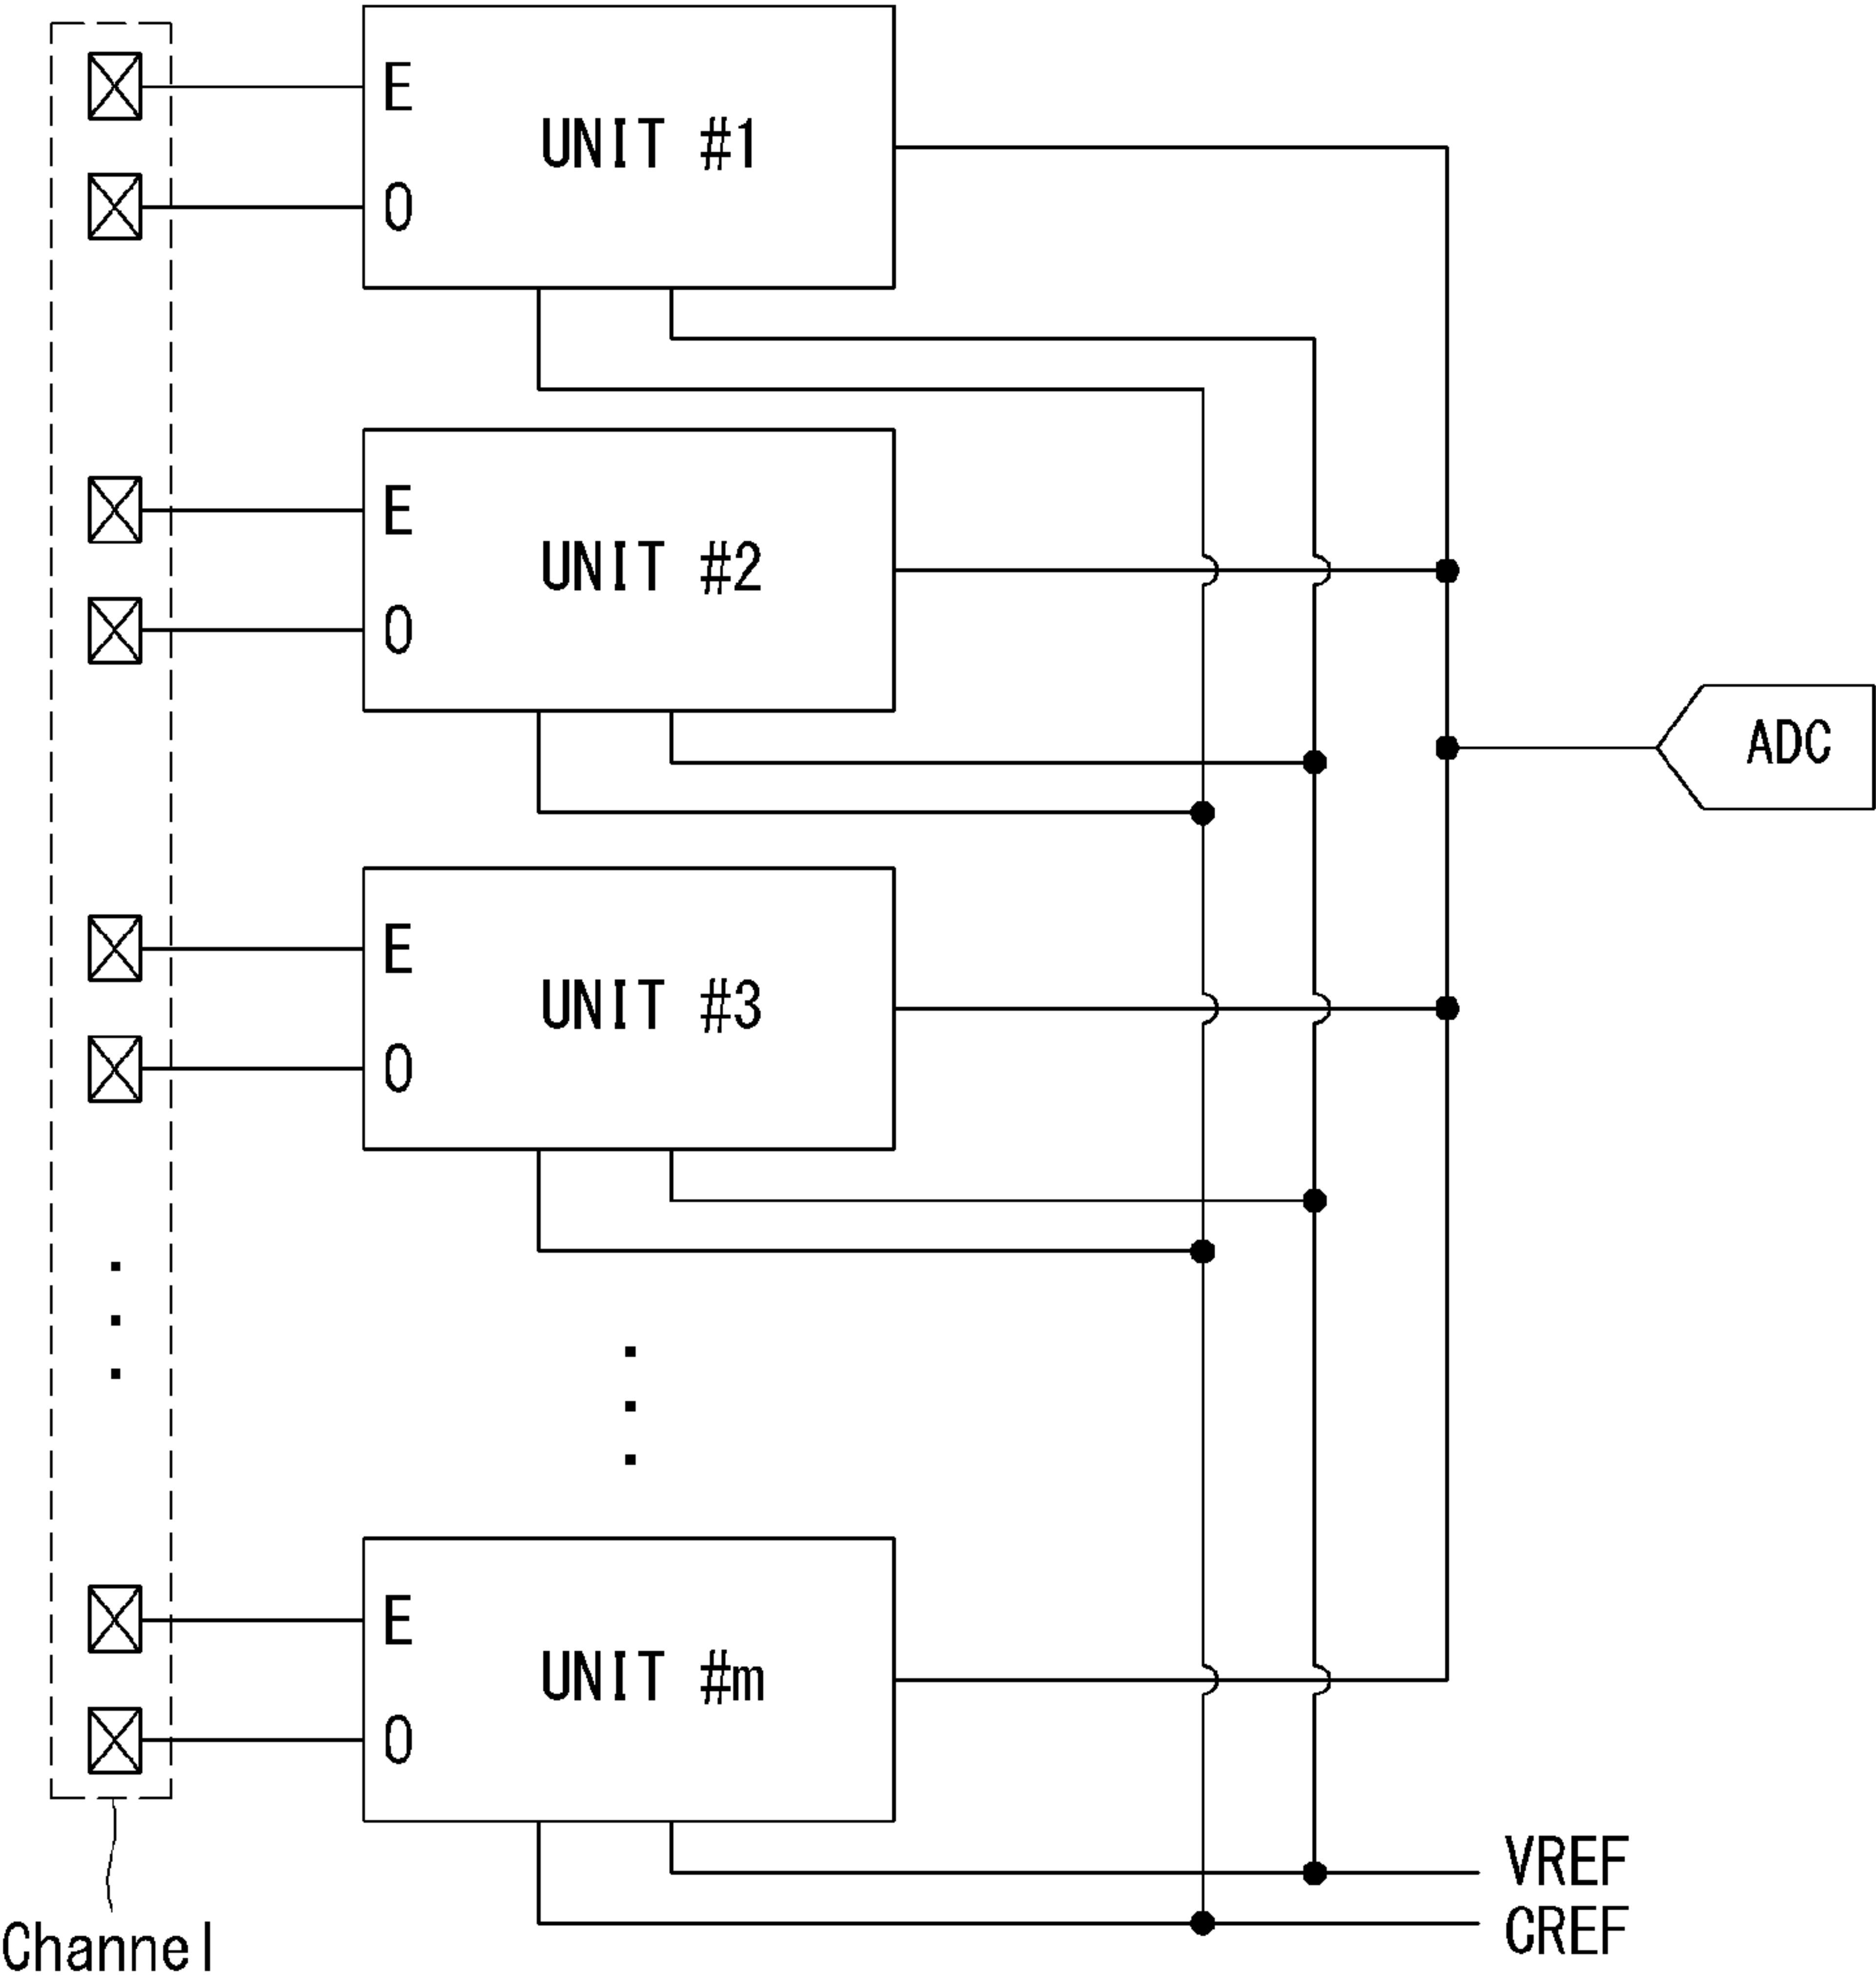 E
UNIT #1
O
E
UNIT #2
O
ADC
E
UNIT #3
O
E
UNIT #m
O
VREF
CREF
Channel